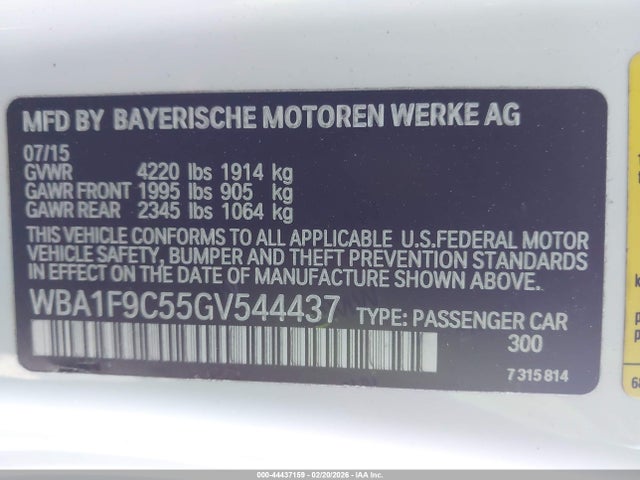 MFD BY BAYERISCHE MOTOREN WERKE AG
07/15
GVWR 4220 lbs 1914 kg
GAWR FRONT 1995 lbs 905 kg
GAWR REAR 2345 lbs 1064 kg
THIS VEHICLE CONFORMS TO ALL APPLICABLE U.S.FEDERAL MOTOR
VEHICLE SAFETY, BUMPER AND THEFT PREVENTION STANDARDS
IN EFFECT ON THE DATE OF MANUFACTURE SHOWN ABOVE.
WBA1F9C55GV544437 TYPE: PASSENGER CAR
300
7 315 814
000-44437159 - 02/20/2026 - IAA Inc.